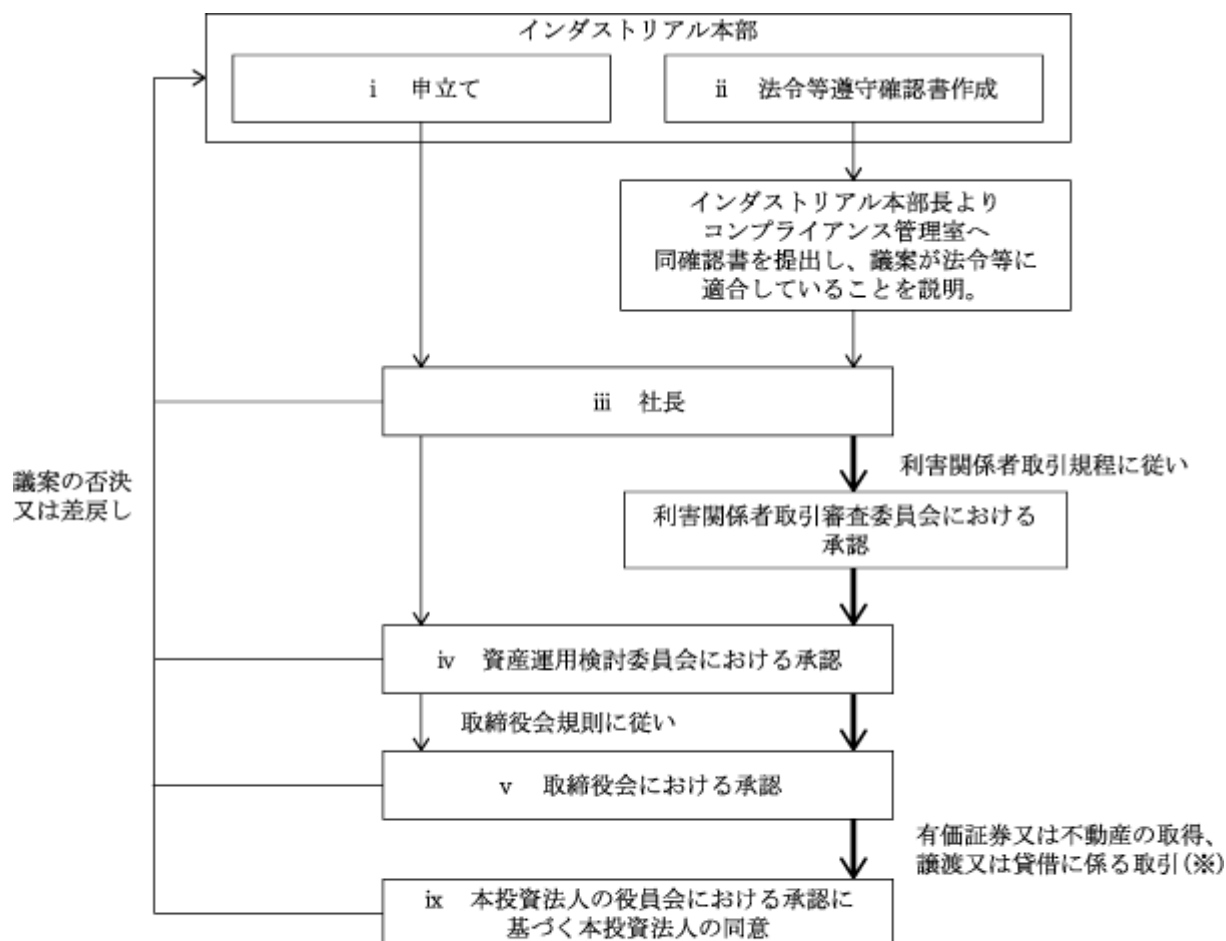 インダストリアル本部
ⅰ 申立て
ⅱ 法令等遵守確認書作成
インダストリアル本部長より
コンプライアンス管理室へ
同確認書を提出し、議案が法令等に
適合していることを説明。
ⅲ 社長
議案の否決
又は差戻し
利害関係者取引規程に従い
利害関係者取引審査委員会における
承認
ⅳ 資産運用検討委員会における承認
取締役会規則に従い
ⅴ 取締役会における承認
有価証券又は不動産の取得、
譲渡又は貸借に係る取引(※)
ⅸ 本投資法人の役員会における承認に
基づく本投資法人の同意